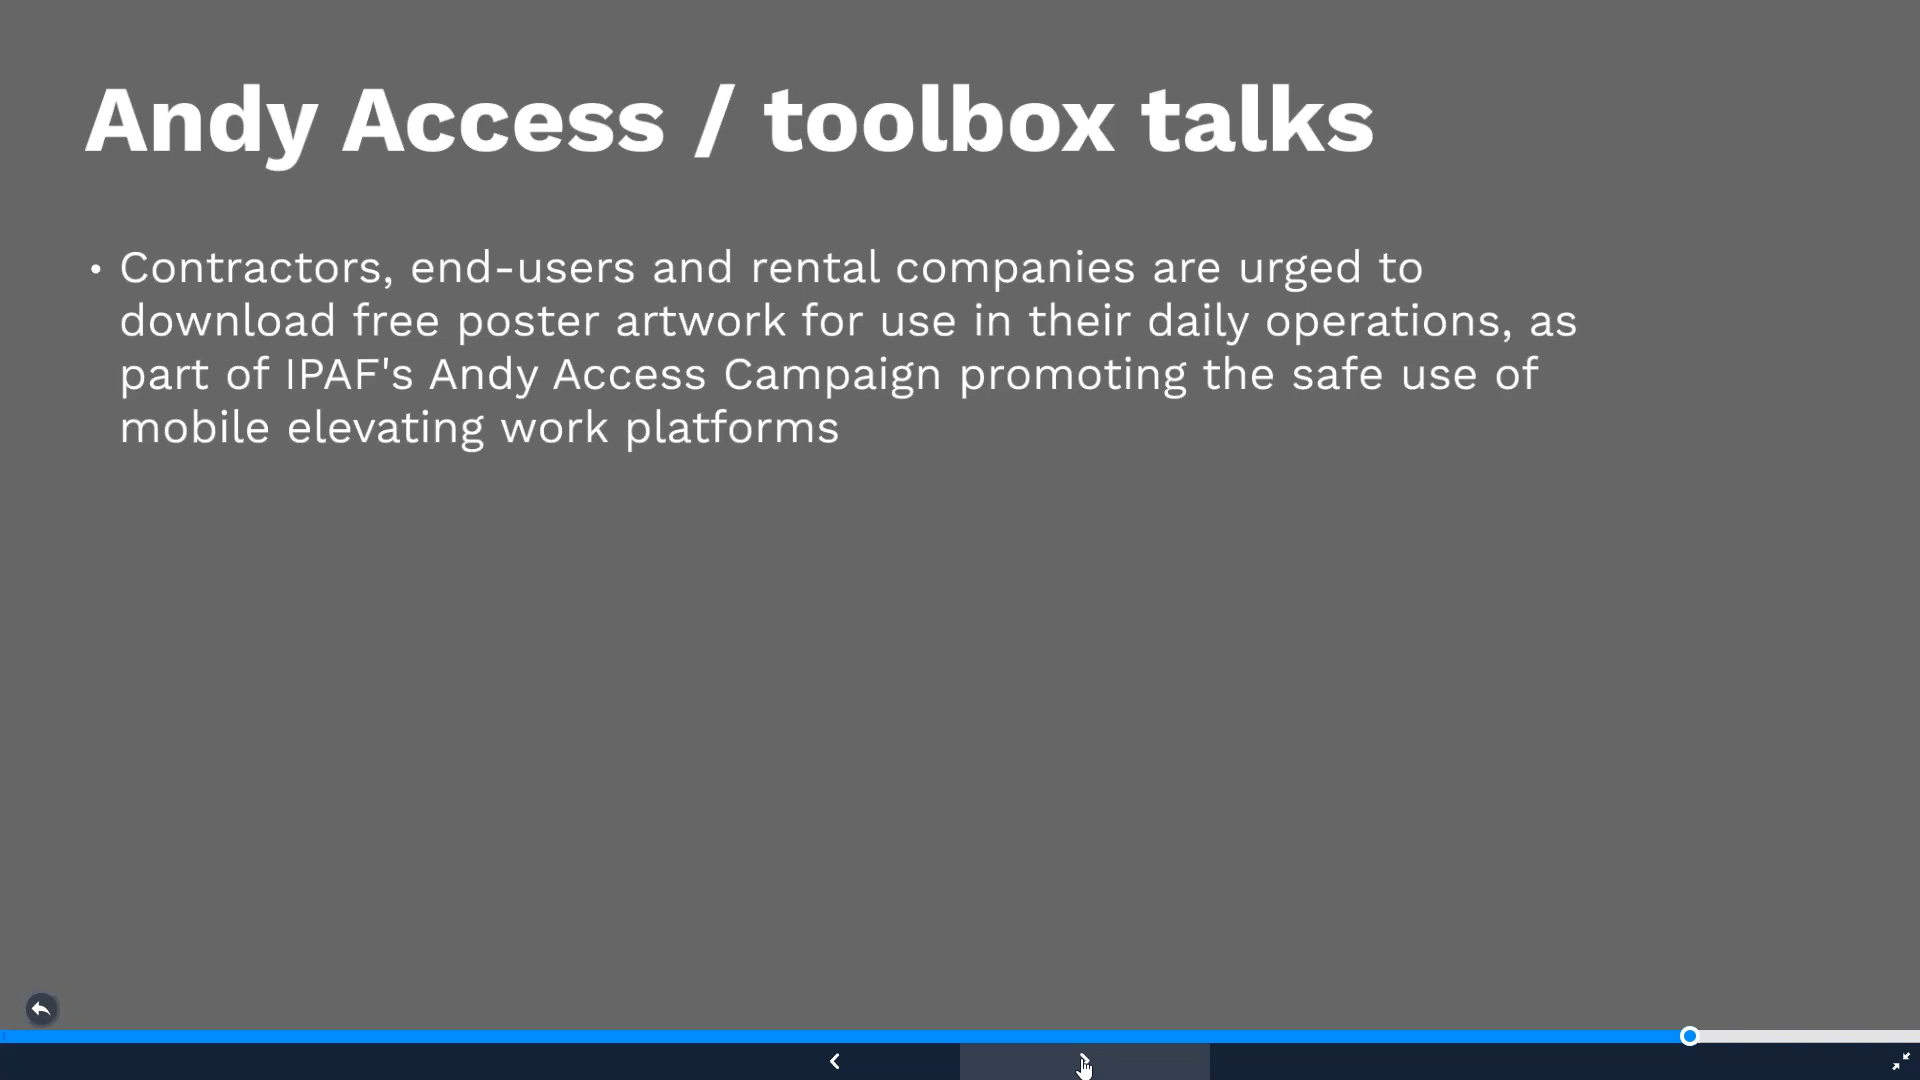 Andy Access / toolbox talks
• Contractors, end-users and rental companies are urged to
download free poster artwork for use in their daily operations, as
part of IPAF's Andy Access Campaign promoting the safe use of
mobile elevating work platforms